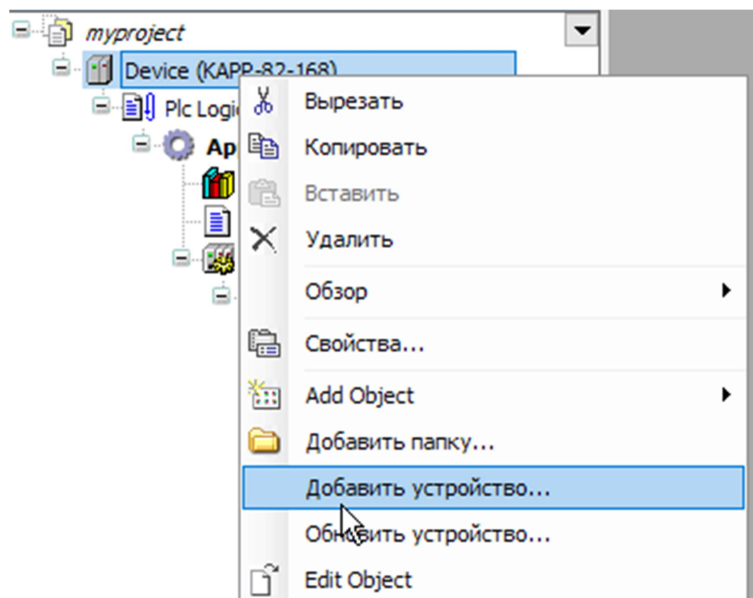 myproject
Device (KAPP-82-168)
Plc Logi
Ap
Вырезать
Копировать
Вставить
Удалить
Обзор
Свойства...
Add Object
Добавить папку...
Добавить устройство...
Обновить устройство...
Edit Object